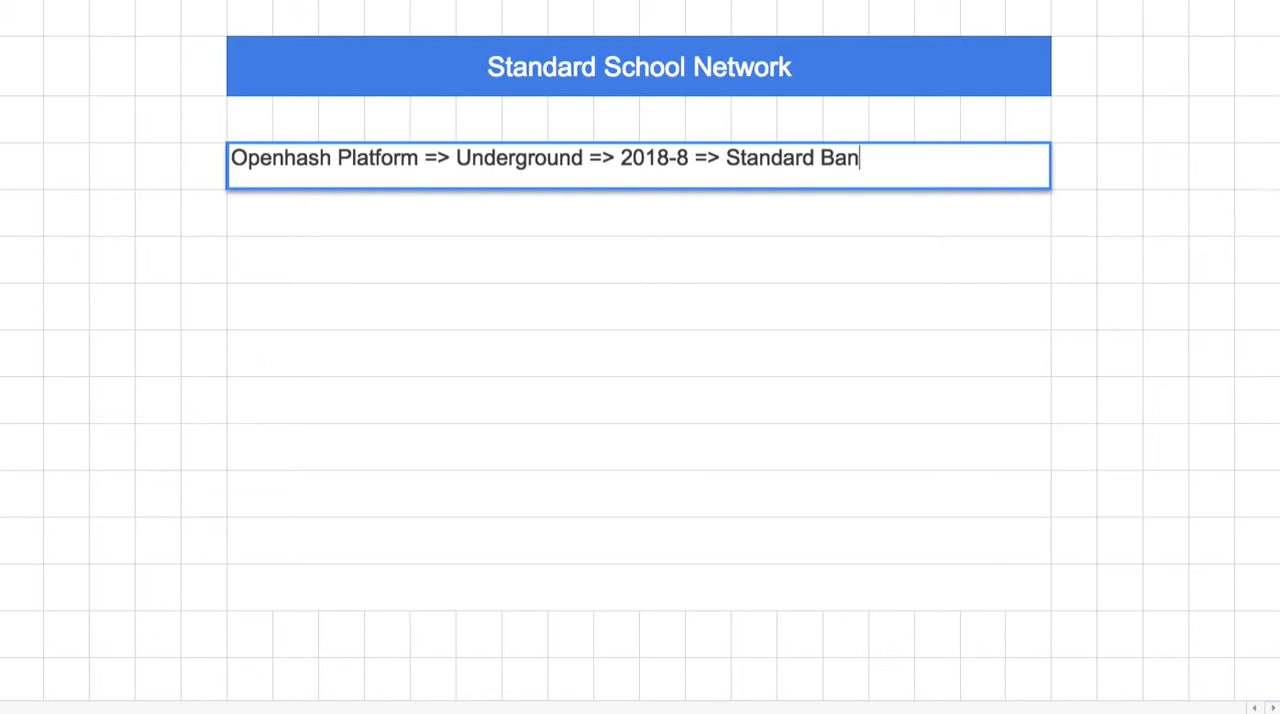 Standard School Network
Openhash Platform => Underground => 2018-8 => Standard Ban